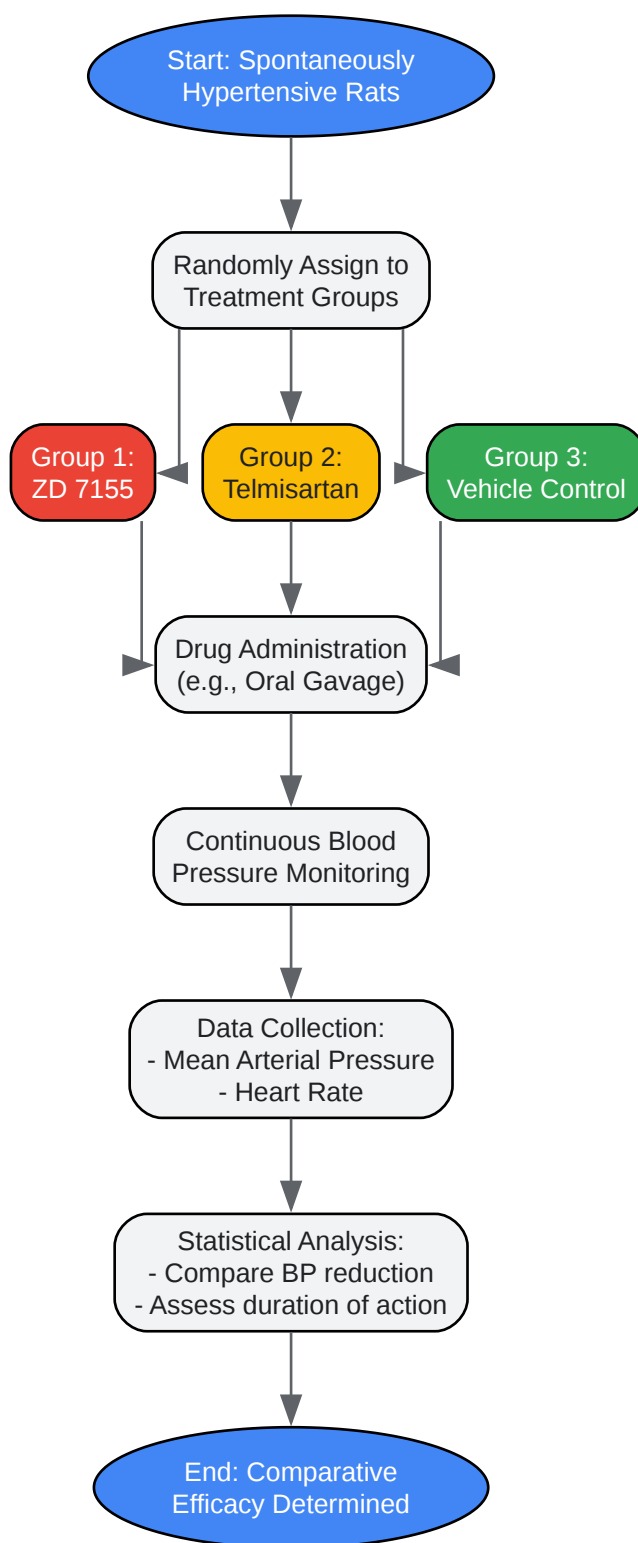 Start: Spontaneously
Hypertensive Rats
Randomly Assign to
Treatment Groups
Group 1:
ZD 7155
Group 2:
Telmisartan
Group 3:
Vehicle Control
Drug Administration
(e.g., Oral Gavage)
Continuous Blood
Pressure Monitoring
Data Collection:
- Mean Arterial Pressure
- Heart Rate
Statistical Analysis:
- Compare BP reduction
- Assess duration of action
End: Comparative
Efficacy Determined